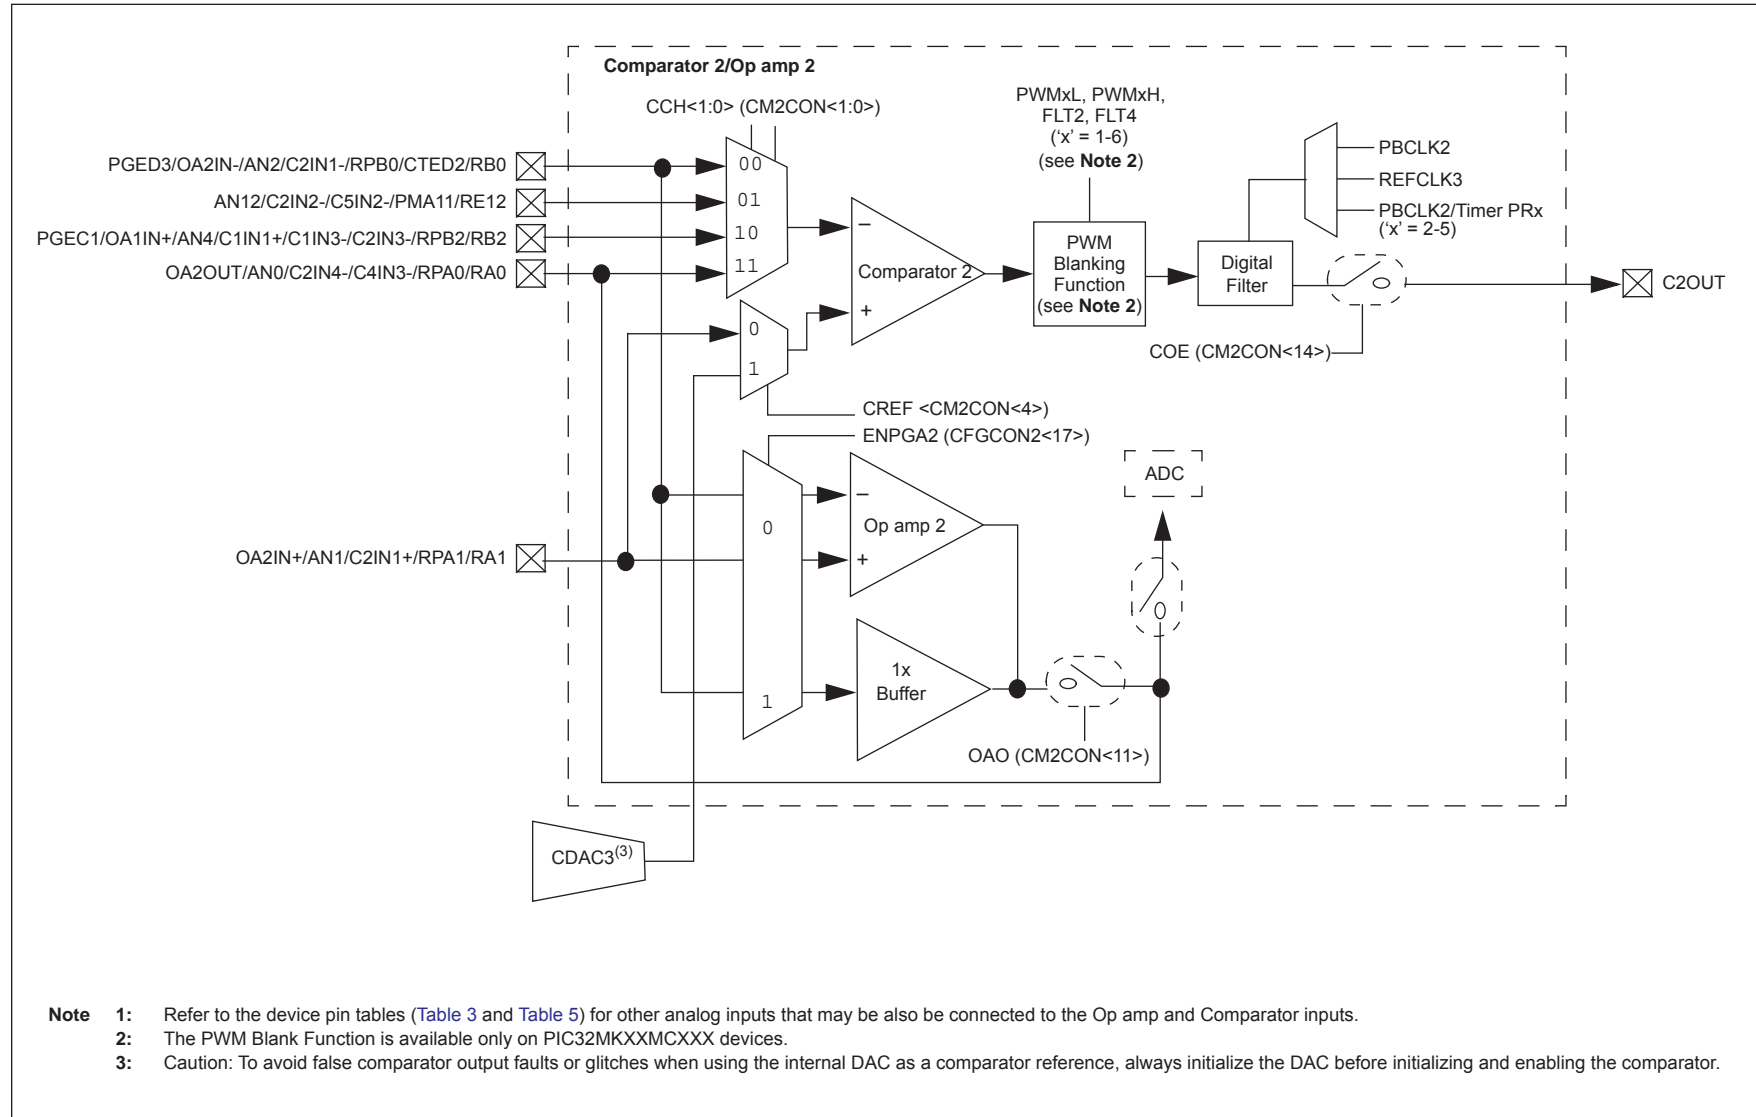 Comparator 2/Op amp 2
CCH<1:0> (CM2CON<1:0>)
PWMxL, PWMxH,
FLT2, FLT4
('x' = 1-6)
(see Note 2)
PGED3/OA2IN-/AN2/C2IN1-/RPB0/CTED2/RB0
AN12/C2IN2-/C5IN2-/PMA11/RE12
PGEC1/OA1IN+/AN4/C1IN1+/C1IN3-/C2IN3-/RPB2/RB2
OA2OUT/AN0/C2IN4-/C4IN3-/RPA0/RA0
00
01
10
11
–
Comparator 2
+
PWM
Blanking
Function
(see Note 2)
Digital
Filter
PBCLK2
REFCLK3
PBCLK2/Timer PRx
('x' = 2-5)
C2OUT
COE (CM2CON<14>)
0
1
CREF <CM2CON<4>)
ENPGA2 (CFGCON2<17>)
ADC
–
Op amp 2
+
0
OA2IN+/AN1/C2IN1+/RPA1/RA1
1x
Buffer
1
OAO (CM2CON<11>)
CDAC3(3)
Note 1: Refer to the device pin tables (Table 3 and Table 5) for other analog inputs that may be also be connected to the Op amp and Comparator inputs.
2: The PWM Blank Function is available only on PIC32MKXXMCXXX devices.
3: Caution: To avoid false comparator output faults or glitches when using the internal DAC as a comparator reference, always initialize the DAC before initializing and enabling the comparator.